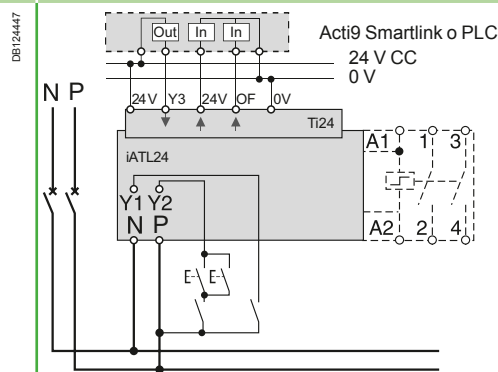 DB124447
Out In In
Acti9 Smartlink o PLC
24 V CC
0 V
N P
24V Y3 24V OF 0V
Ti24
iATL24
A1 1 3
Y1 Y2
N P
A2 2 4
E E